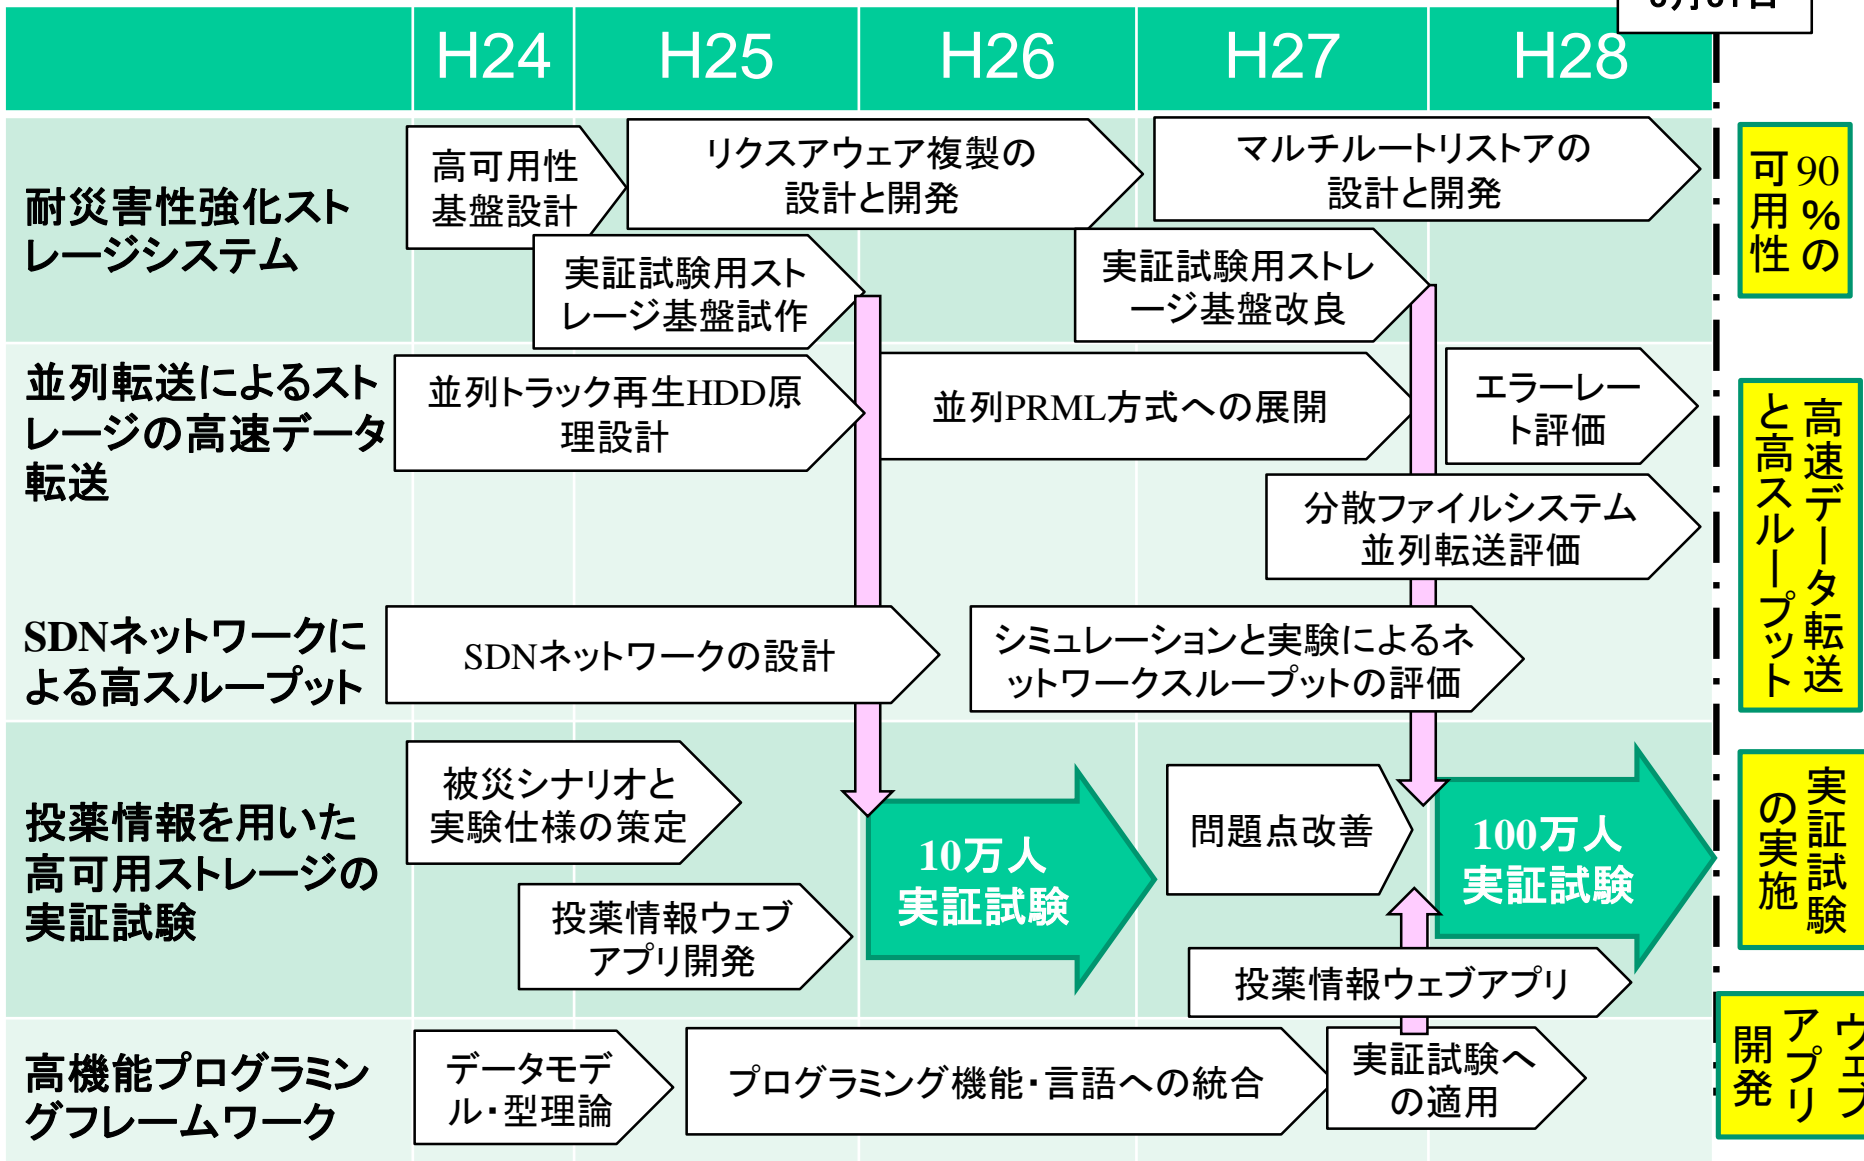 H24
H25
H26
H27
H28
耐災害性強化スト
レージシステム
高可用性
基盤設計
リクスアウェア複製の
設計と開発
マルチルートリストアの
設計と開発
実証試験用スト
レージ基盤試作
実証試験用ストレ
ージ基盤改良
90%の
可用性
並列転送によるスト
レージの高速データ
転送
並列トラック再生HDD原
理設計
並列PRML方式への展開
エラーレー
ト評価
分散ファイルシステム
並列転送評価
高速データ転送
と高スループット
SDNネットワークに
よる高スループット
SDNネットワークの設計
シミュレーションと実験によるネ
ットワークスループットの評価
投薬情報を用いた
高可用ストレージの
実証試験
被災シナリオと
実験仕様の策定
投薬情報ウェブ
アプリ開発
10万人
実証試験
問題点改善
100万人
実証試験
投薬情報ウェブアプリ
実証試験
の実施
高機能プログラミン
グフレームワーク
データモデ
ル・型理論
プログラミング機能・言語への統合
実証試験へ
の適用
ウェブ
アプリ
開発